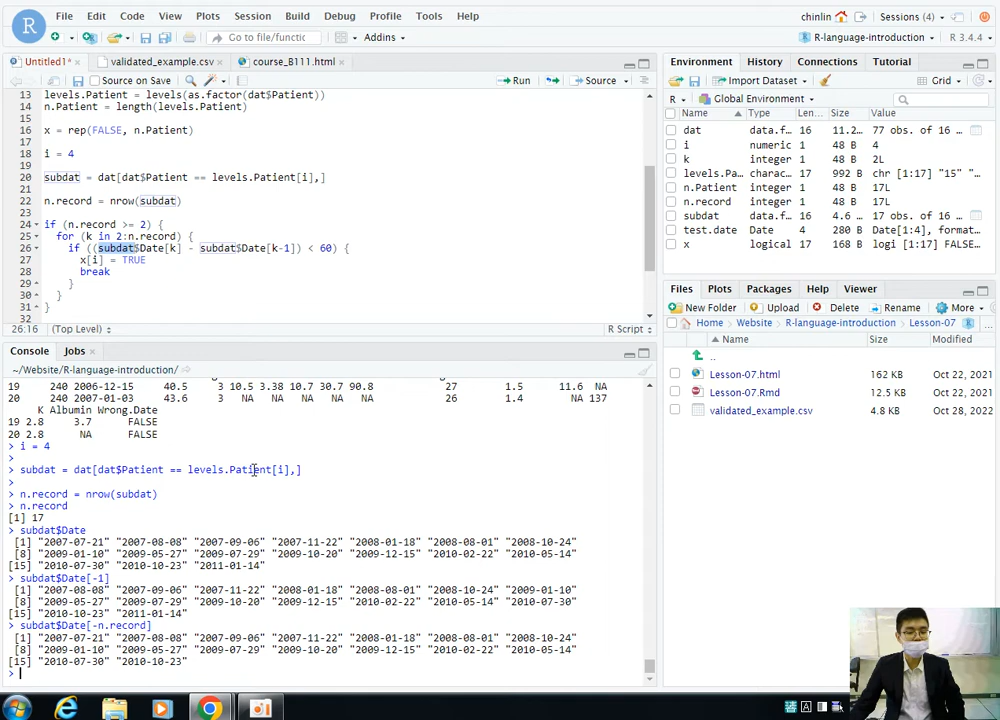 File Edit Code View Plots Session Build Debug Profile Tools Help
chinlin Sessions (4)
Go to file/functic Addins
R-language-introduction R 3.4.4
Untitled1* × validated_example.csv × course_B111.html ×
Source on Save Run Source
13 levels.Patient = levels(as.factor(dat$Patient))
14 n.Patient = length(levels.Patient)
15
16 x = rep(FALSE, n.Patient)
17
18 i = 4
19
20 subdat = dat[dat$Patient == levels.Patient[i],]
21
22 n.record = nrow(subdat)
23
24 if (n.record >= 2) {
25 for (k in 2:n.record) {
26 if ((subdat$Date[k] - subdat$Date[k-1]) < 60) {
27 x[i] = TRUE
28 break
29 }
30 }
31 }
32
26:16 (Top Level) R Script
Console Jobs ×
~/Website/R-language-introduction/
19 240 2006-12-15 40.5 3 10.5 3.38 10.7 30.7 90.8 27 1.5 11.6 NA
20 240 2007-01-03 43.6 3 NA NA NA NA NA 26 1.4 NA 137
K Albumin Wrong.Date
19 2.8 3.7 FALSE
20 2.8 NA FALSE
> i = 4
>
> subdat = dat[dat$Patient == levels.Patient[i],]
>
> n.record = nrow(subdat)
> n.record
[1] 17
> subdat$Date
[1] "2007-07-21" "2007-08-08" "2007-09-06" "2007-11-22" "2008-01-18" "2008-08-01" "2008-10-24"
[8] "2009-01-10" "2009-05-27" "2009-07-29" "2009-10-20" "2009-12-15" "2010-02-22" "2010-05-14"
[15] "2010-07-30" "2010-10-23" "2011-01-14"
> subdat$Date[-1]
[1] "2007-08-08" "2007-09-06" "2007-11-22" "2008-01-18" "2008-08-01" "2008-10-24" "2009-01-10"
[8] "2009-05-27" "2009-07-29" "2009-10-20" "2009-12-15" "2010-02-22" "2010-05-14" "2010-07-30"
[15] "2010-10-23" "2011-01-14"
> subdat$Date[-n.record]
[1] "2007-07-21" "2007-08-08" "2007-09-06" "2007-11-22" "2008-01-18" "2008-08-01" "2008-10-24"
[8] "2009-01-10" "2009-05-27" "2009-07-29" "2009-10-20" "2009-12-15" "2010-02-22" "2010-05-14"
[15] "2010-07-30" "2010-10-23"
>
Environment History Connections Tutorial
Import Dataset Grid
R Global Environment
Name Type Len... Size Value
dat data.f... 16 11.2... 77 obs. of 16 ...
i numeric 1 48 B 4
k integer 1 48 B 2L
levels.Pa... character 17 992 B chr [1:17] "15" "...
n.Patient integer 1 48 B 17L
n.record integer 1 48 B 17L
subdat data.f... 16 4.6 ... 17 obs. of 16 ...
test.date Date 4 280 B Date[1:4], format...
x logical 17 168 B logi [1:17] FALSE...
Files Plots Packages Help Viewer
New Folder Upload Delete Rename More
Home Website R-language-introduction Lesson-07
Name Size Modified
..
Lesson-07.html 162 KB Oct 22, 2021
Lesson-07.Rmd 12.5 KB Oct 22, 2021
validated_example.csv 4.8 KB Oct 28, 2022